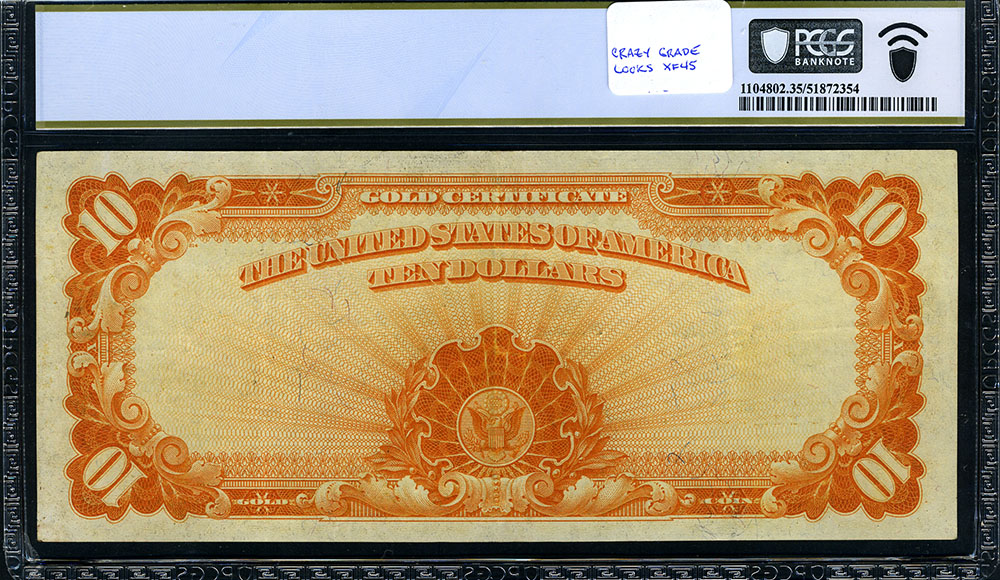 CRAZY GRADE
LOOKS XF45
PCGS
BANKNOTE
1104802.35/51872354
10
10
GOLD CERTIFICATE
THE UNITED STATES OF AMERICA
TEN DOLLARS
10
GOLD
COIN
10